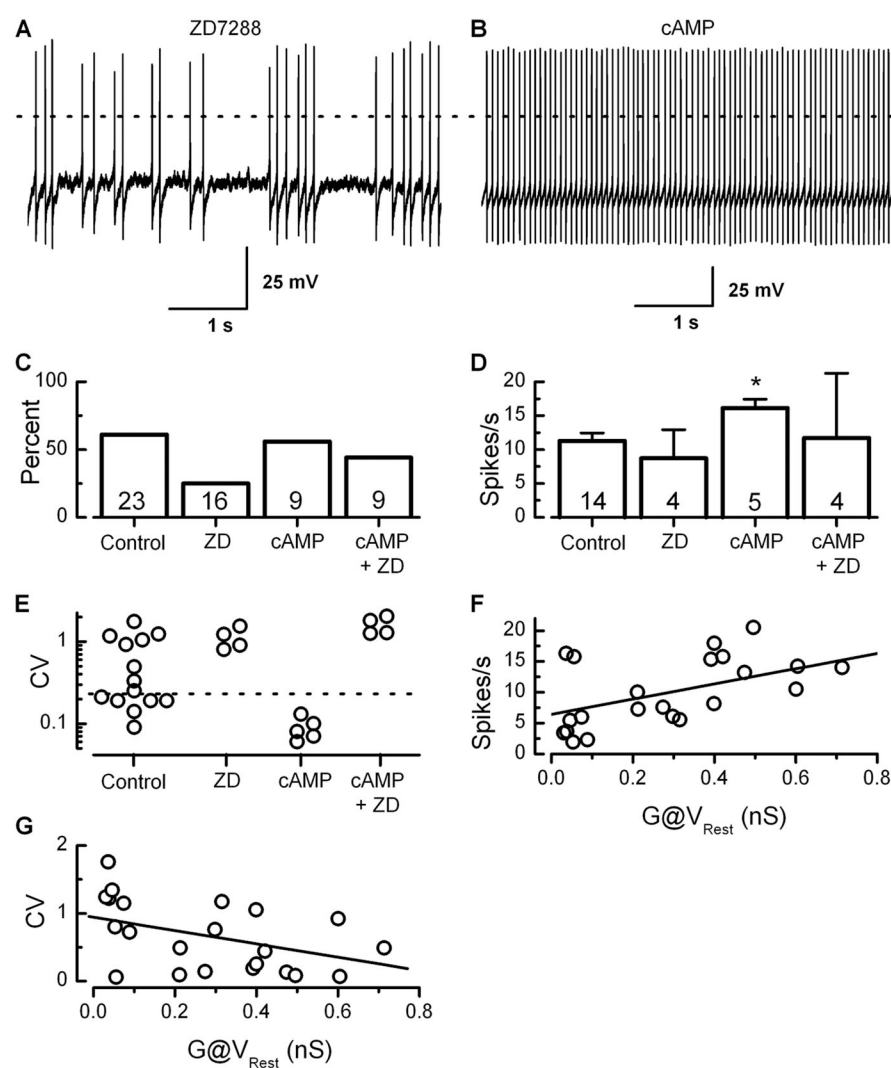 A
ZD7288
B
cAMP
25 mV
1 s
25 mV
1 s
C
100
50
0
Percent
23
16
9
9
Control
ZD
cAMP
cAMP
+ ZD
D
20
15
10
5
0
Spikes/s
*
14
4
5
4
Control
ZD
cAMP
cAMP
+ ZD
E
1
0.1
CV
Control
ZD
cAMP
cAMP
+ ZD
F
20
15
10
5
0
Spikes/s
0.0
0.2
0.4
0.6
0.8
G@VRest (nS)
G
2
1
0
CV
0.0
0.2
0.4
0.6
0.8
G@VRest (nS)